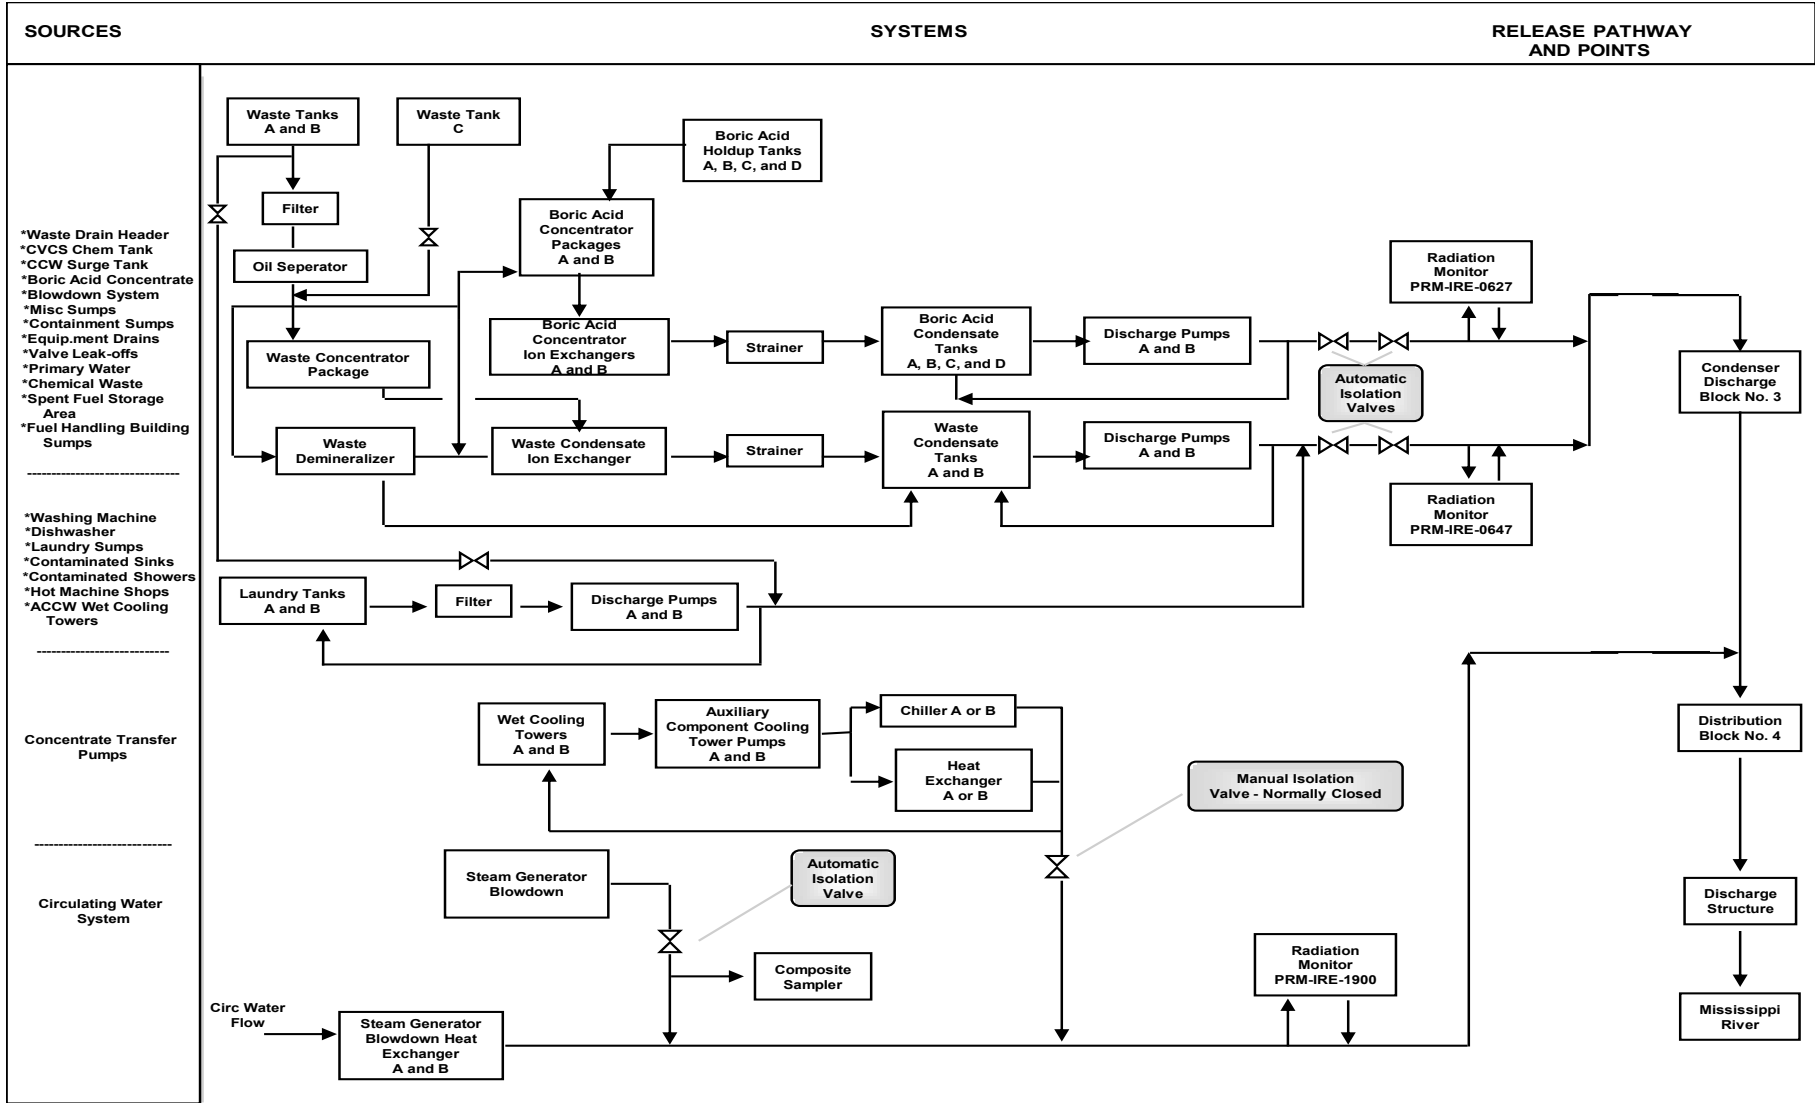 SOURCES
SYSTEMS
RELEASE PATHWAY
AND POINTS
*Waste Drain Header
*CVCS Chem Tank
*CCW Surge Tank
*Boric Acid Concentrate
*Blowdown System
*Misc Sumps
*Containment Sumps
*Equip.ment Drains
*Valve Leak-offs
*Primary Water
*Chemical Waste
*Spent Fuel Storage
Area
*Fuel Handling Building
Sumps
--------------------------------
*Washing Machine
*Dishwasher
*Laundry Sumps
*Contaminated Sinks
*Contaminated Showers
*Hot Machine Shops
*ACCW Wet Cooling
Towers
----------------------------
Concentrate Transfer
Pumps
-----------------------------
Circulating Water
System
Waste Tanks
A and B
Waste Tank
C
Boric Acid
Holdup Tanks
A, B, C, and D
Filter
Oil Seperator
Boric Acid
Concentrator
Packages
A and B
Waste Concentrator
Package
Boric Acid
Concentrator
Ion Exchangers
A and B
Strainer
Boric Acid
Condensate
Tanks
A, B, C, and D
Discharge Pumps
A and B
Radiation
Monitor
PRM-IRE-0627
Automatic
Isolation
Valves
Condenser
Discharge
Block No. 3
Waste
Demineralizer
Waste Condensate
Ion Exchanger
Strainer
Waste
Condensate
Tanks
A and B
Discharge Pumps
A and B
Radiation
Monitor
PRM-IRE-0647
Laundry Tanks
A and B
Filter
Discharge Pumps
A and B
Wet Cooling
Towers
A and B
Auxiliary
Component Cooling
Tower Pumps
A and B
Chiller A or B
Heat
Exchanger
A or B
Manual Isolation
Valve - Normally Closed
Distribution
Block No. 4
Steam Generator
Blowdown
Automatic
Isolation
Valve
Discharge
Structure
Composite
Sampler
Radiation
Monitor
PRM-IRE-1900
Circ Water
Flow
Steam Generator
Blowdown Heat
Exchanger
A and B
Mississippi
River